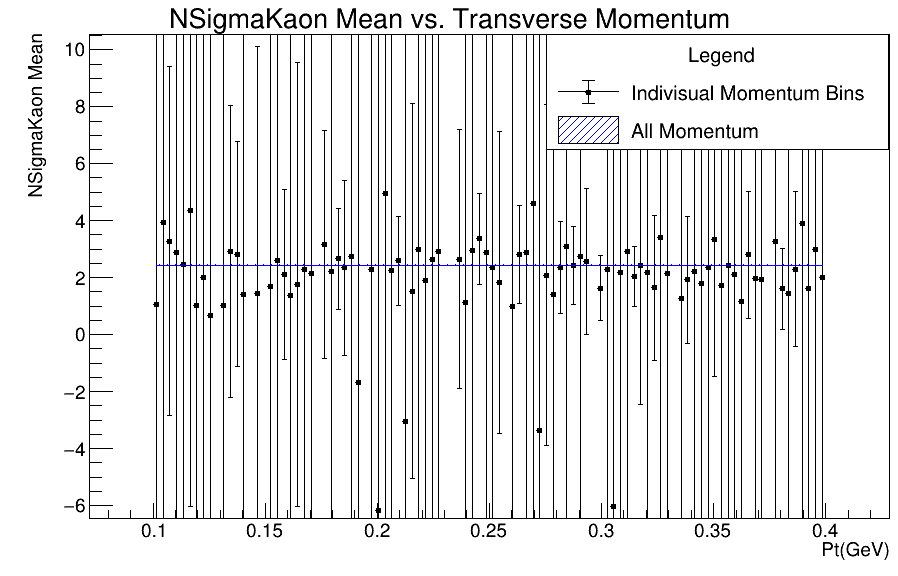 NSigmaKaon Mean vs. Transverse Momentum
NSigmaKaon Mean
10
8
6
4
2
0
−2
−4
−6
Legend
Indivisual Momentum Bins
All Momentum
0.1 0.15 0.2 0.25 0.3 0.35 0.4
Pt(GeV)